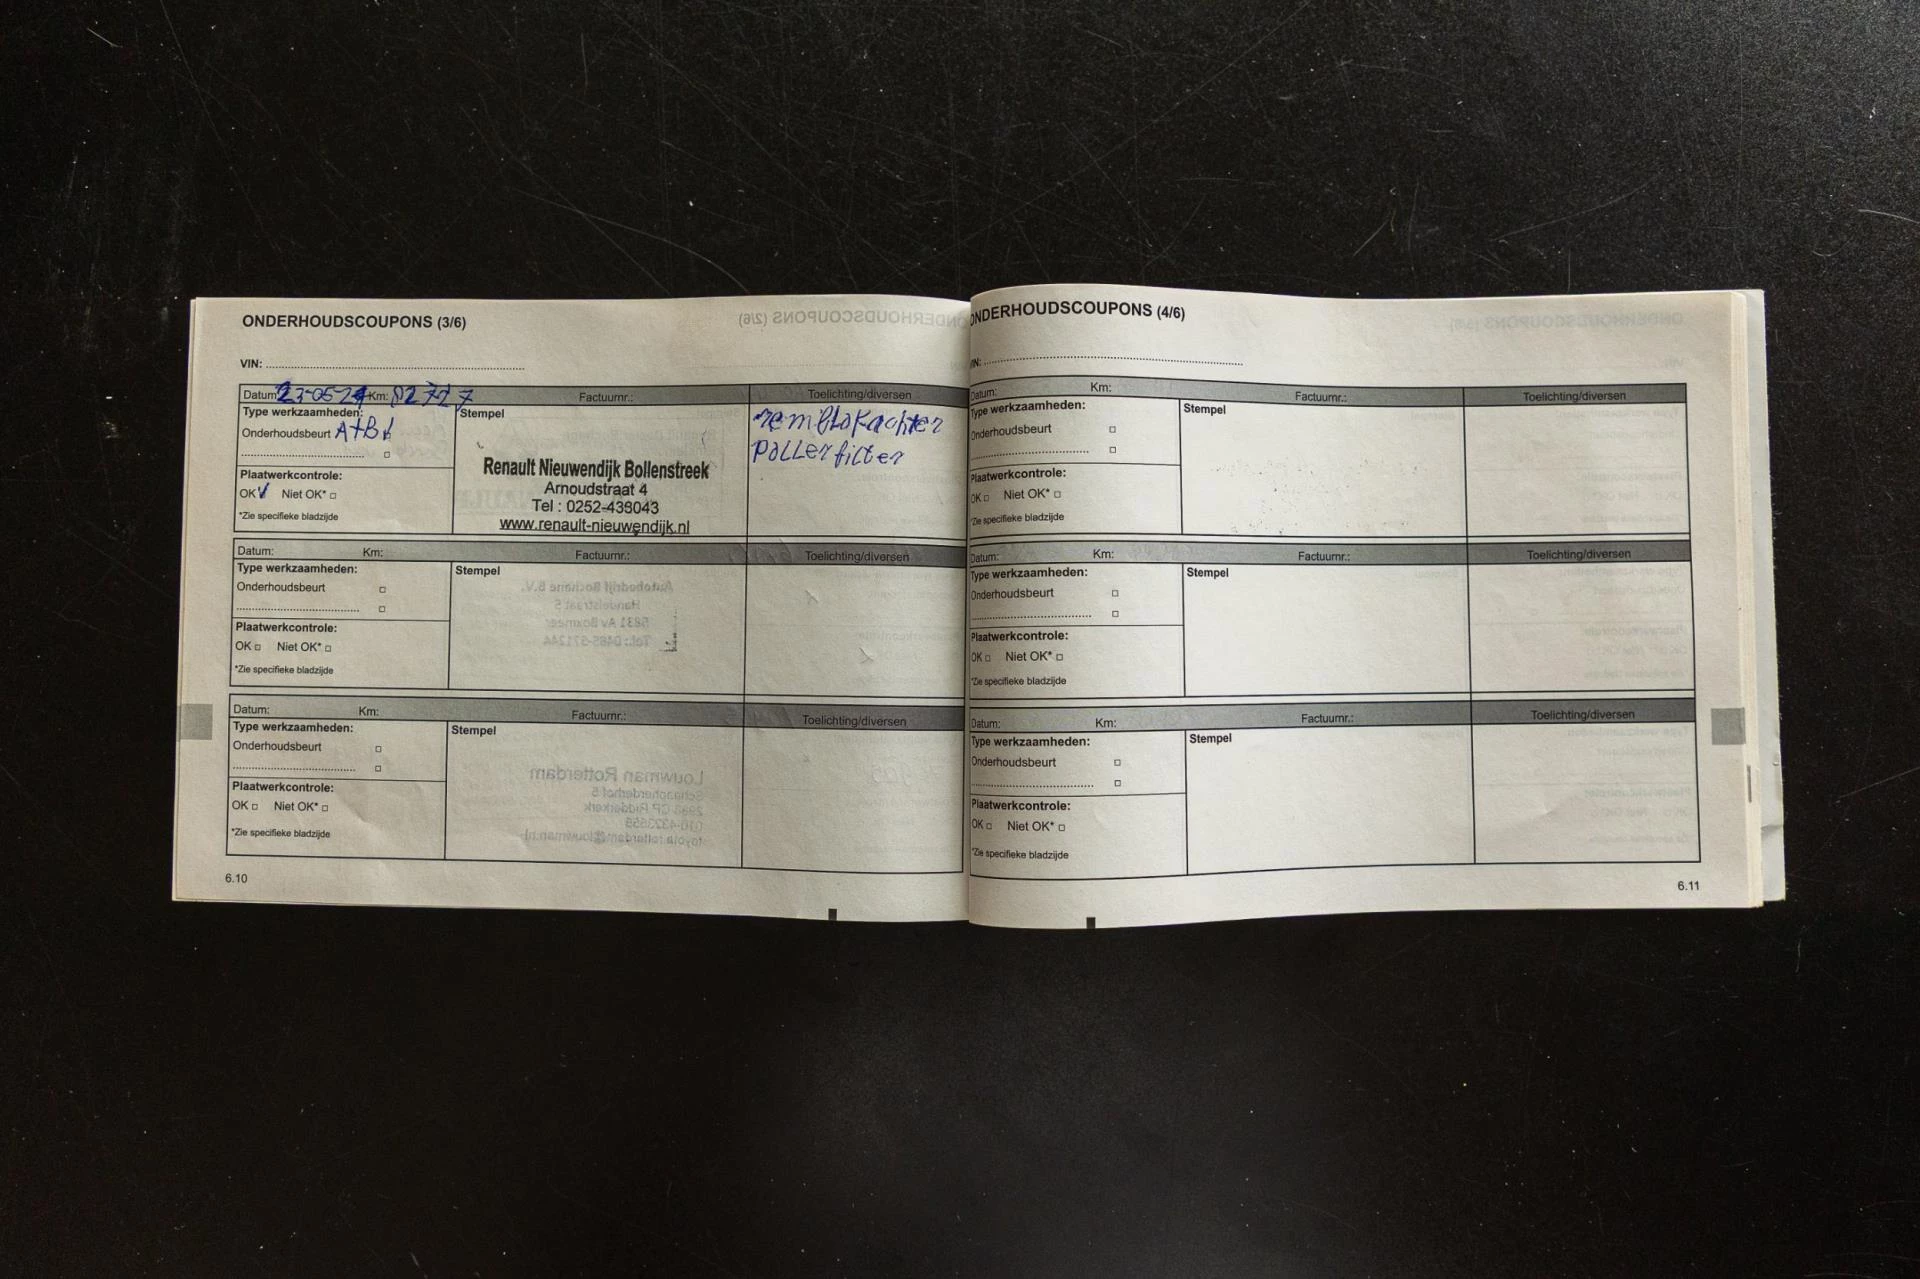 ONDERHOUDSCOUPONS (3/6)
VIN:
Datum: 23-05-24 Km: 82727 Factuurnr.: Toelichting/diversen
Type werkzaamheden:
Onderhoudsbeurt A+B
Plaatwerkcontrole:
OK Niet OK*
*Zie specifieke bladzijde
Stempel
Renault Nieuwendijk Bollenstreek
Arnoudstraat 4
Tel : 0252-433043
www.renault-nieuwendijk.nl
remblokachter
pollenfilter
Datum: Km: Factuurnr.: Toelichting/diversen
Type werkzaamheden:
Onderhoudsbeurt
Plaatwerkcontrole:
OK Niet OK*
*Zie specifieke bladzijde
Stempel
Datum: Km: Factuurnr.: Toelichting/diversen
Type werkzaamheden:
Onderhoudsbeurt
Plaatwerkcontrole:
OK Niet OK*
*Zie specifieke bladzijde
Stempel
6.10
ONDERHOUDSCOUPONS (4/6)
VIN:
Datum: Km: Factuurnr.: Toelichting/diversen
Type werkzaamheden:
Onderhoudsbeurt
Plaatwerkcontrole:
OK Niet OK*
*Zie specifieke bladzijde
Stempel
Datum: Km: Factuurnr.: Toelichting/diversen
Type werkzaamheden:
Onderhoudsbeurt
Plaatwerkcontrole:
OK Niet OK*
*Zie specifieke bladzijde
Stempel
Datum: Km: Factuurnr.: Toelichting/diversen
Type werkzaamheden:
Onderhoudsbeurt
Plaatwerkcontrole:
OK Niet OK*
*Zie specifieke bladzijde
Stempel
6.11